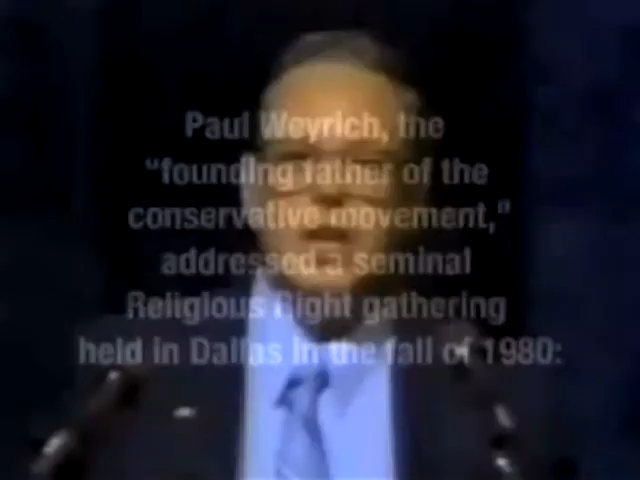 Paul Weyrich, the
“founding father of the
conservative movement,”
addressed a seminal
Religious Right gathering
held in Dallas in the fall of 1980: